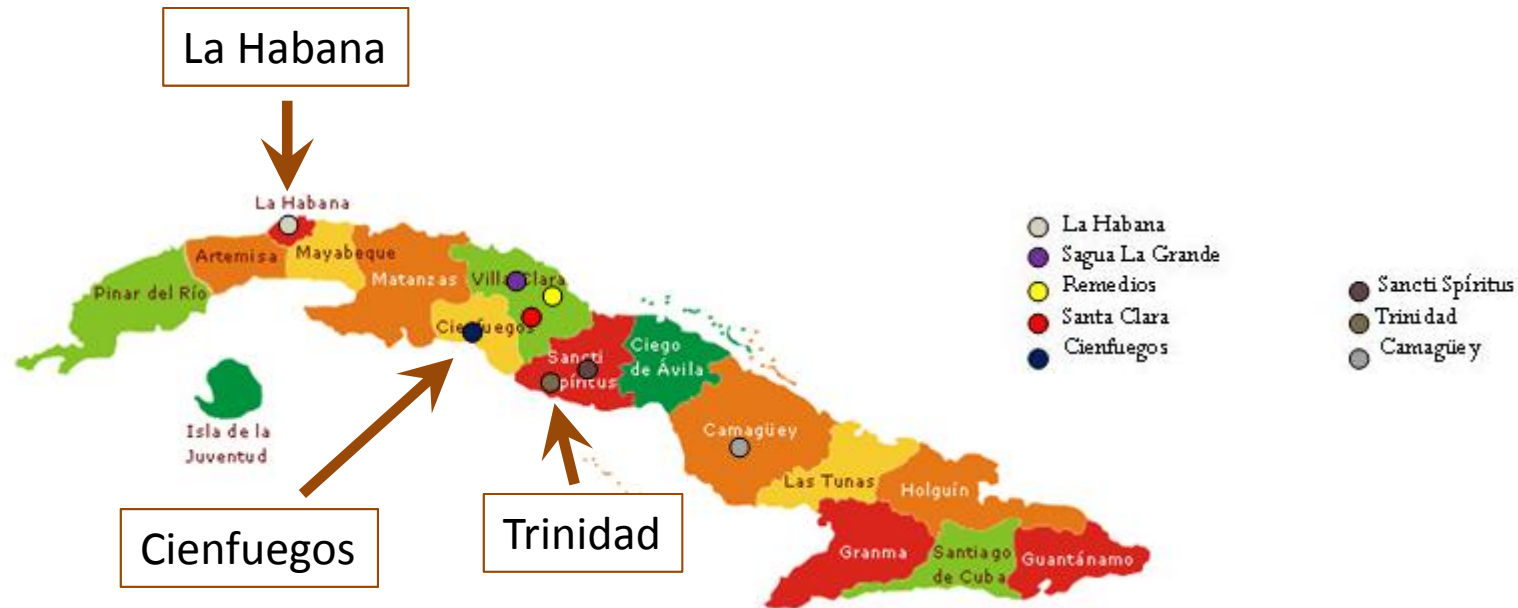 La Habana
La Habana
Artemisa
Mayabeque
Matanzas
Villa Clara
Pinar del Río
Cienfuegos
Sancti
Spíritus
Ciego
de Ávila
Isla de la
Juventud
Camagüey
Las Tunas
Holguín
Granma
Santiago
de Cuba
Guantánamo
Cienfuegos
Trinidad
La Habana
Sagua La Grande
Remedios
Santa Clara
Cienfuegos
Sancti Spíritus
Trinidad
Camagüey